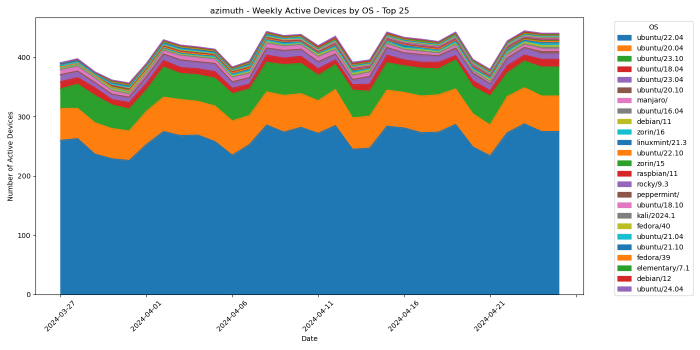 azimuth - Weekly Active Devices by OS - Top 25
OS
ubuntu/22.04
ubuntu/20.04
ubuntu/23.10
ubuntu/18.04
ubuntu/23.04
ubuntu/20.10
manjaro/
ubuntu/16.04
debian/11
zorin/16
linuxmint/21.3
ubuntu/22.10
zorin/15
raspbian/11
rocky/9.3
peppermint/
ubuntu/18.10
kali/2024.1
fedora/40
ubuntu/21.04
ubuntu/21.10
fedora/39
elementary/7.1
debian/12
ubuntu/24.04
Number of Active Devices
400
300
200
100
0
2024-03-27
2024-04-01
2024-04-06
2024-04-11
2024-04-16
2024-04-21
Date